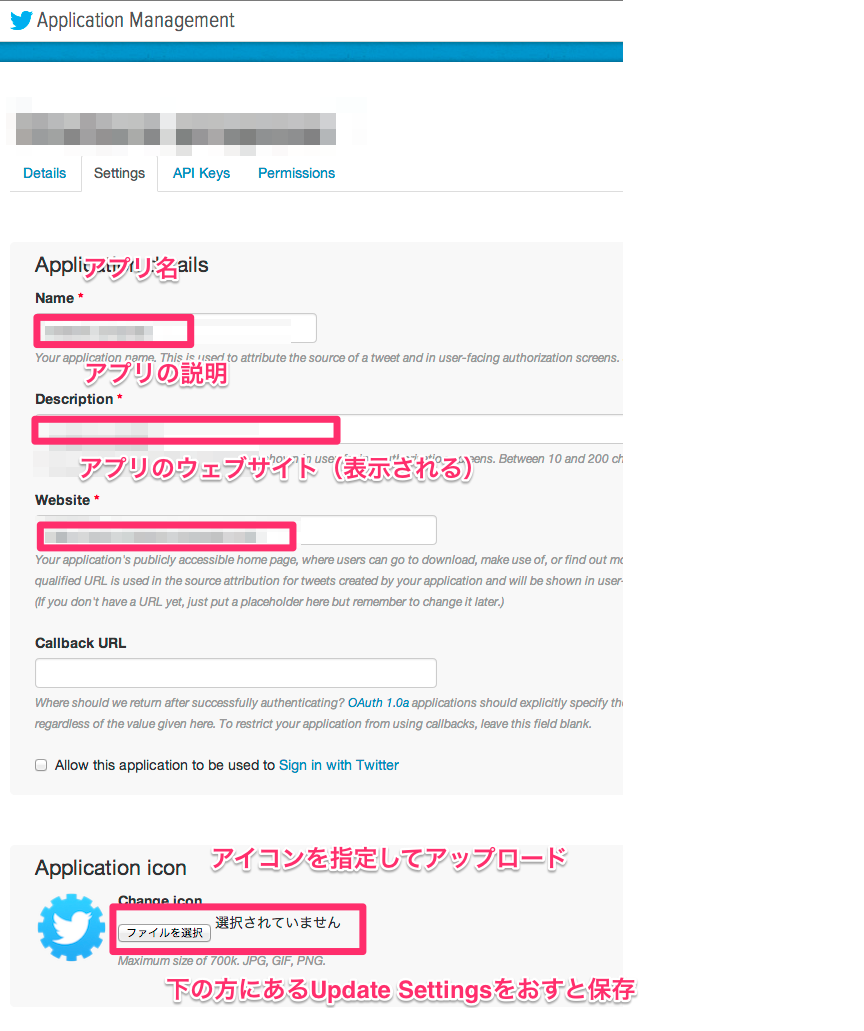 Application Management
Details Settings API Keys Permissions
Application details
アプリ名
Name *
Your application name. This is used to attribute the source of a tweet and in user-facing authorization screens.
アプリの説明
Description *
shown in user-facing authorization screens. Between 10 and 200 ch
アプリのウェブサイト（表示される）
Website *
Your application's publicly accessible home page, where users can go to download, make use of, or find out mo
qualified URL is used in the source attribution for tweets created by your application and will be shown in user-
(If you don't have a URL yet, just put a placeholder here but remember to change it later.)
Callback URL
Where should we return after successfully authenticating? OAuth 1.0a applications should explicitly specify the
regardless of the value given here. To restrict your application from using callbacks, leave this field blank.
Allow this application to be used to Sign in with Twitter
アイコンを指定してアップロード
Application icon
Change icon
ファイルを選択 選択されていません
Maximum size of 700k. JPG, GIF, PNG.
下の方にあるUpdate Settingsをおすと保存